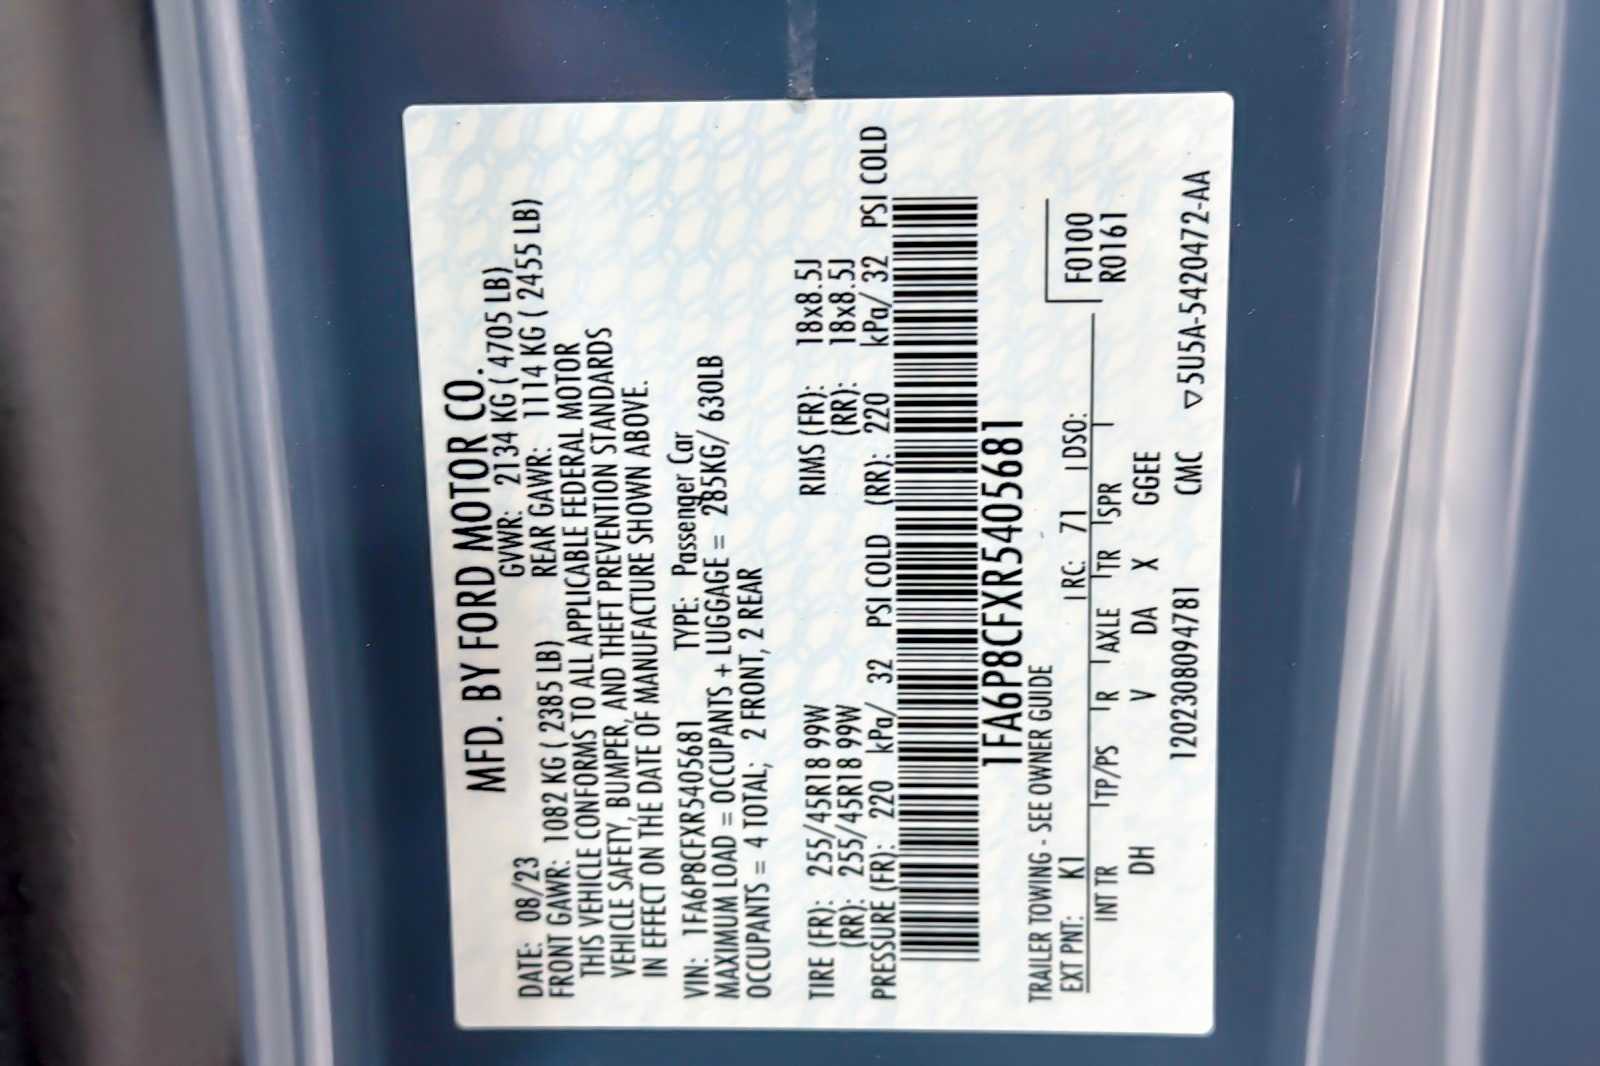 MFD. BY FORD MOTOR CO.
DATE: 08/23 GVWR: 2134 KG ( 4705 LB)
FRONT GAWR: 1082 KG ( 2385 LB) REAR GAWR: 1114 KG ( 2455 LB)
THIS VEHICLE CONFORMS TO ALL APPLICABLE FEDERAL MOTOR
VEHICLE SAFETY, BUMPER, AND THEFT PREVENTION STANDARDS
IN EFFECT ON THE DATE OF MANUFACTURE SHOWN ABOVE.
VIN: 1FA6P8CFXR5405681 TYPE: Passenger Car
MAXIMUM LOAD = OCCUPANTS + LUGGAGE = 285KG/ 630LB
OCCUPANTS = 4 TOTAL; 2 FRONT, 2 REAR
TIRE (FR): 255/45R18 99W RIMS (FR): 18x8.5J
(RR): 255/45R18 99W (RR): 18x8.5J
PRESSURE (FR): 220 kPa/ 32 PSI COLD (RR): 220 kPa/ 32 PSI COLD
1FA6P8CFXR5405681
TRAILER TOWING - SEE OWNER GUIDE
EXT PNT: K1 RC: 71 DSO: F0100
INT TR TP/PS R AXLE TR SPR R0161
DH V DA X GGEE
1202308094781 CMC ▽5U5A-5420472-AA